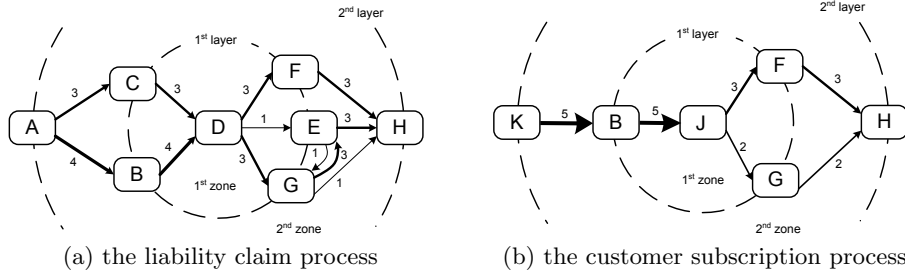 2nd layer
1st layer
F
C
3
3
3
3
A
D
1
E
3
H
4
4
3
1
3
B
1
G
1st zone
2nd zone
(a) the liability claim process
2nd layer
1st layer
F
3
3
K
5
B
5
J
H
2
2
G
1st zone
2nd zone
(b) the customer subscription process